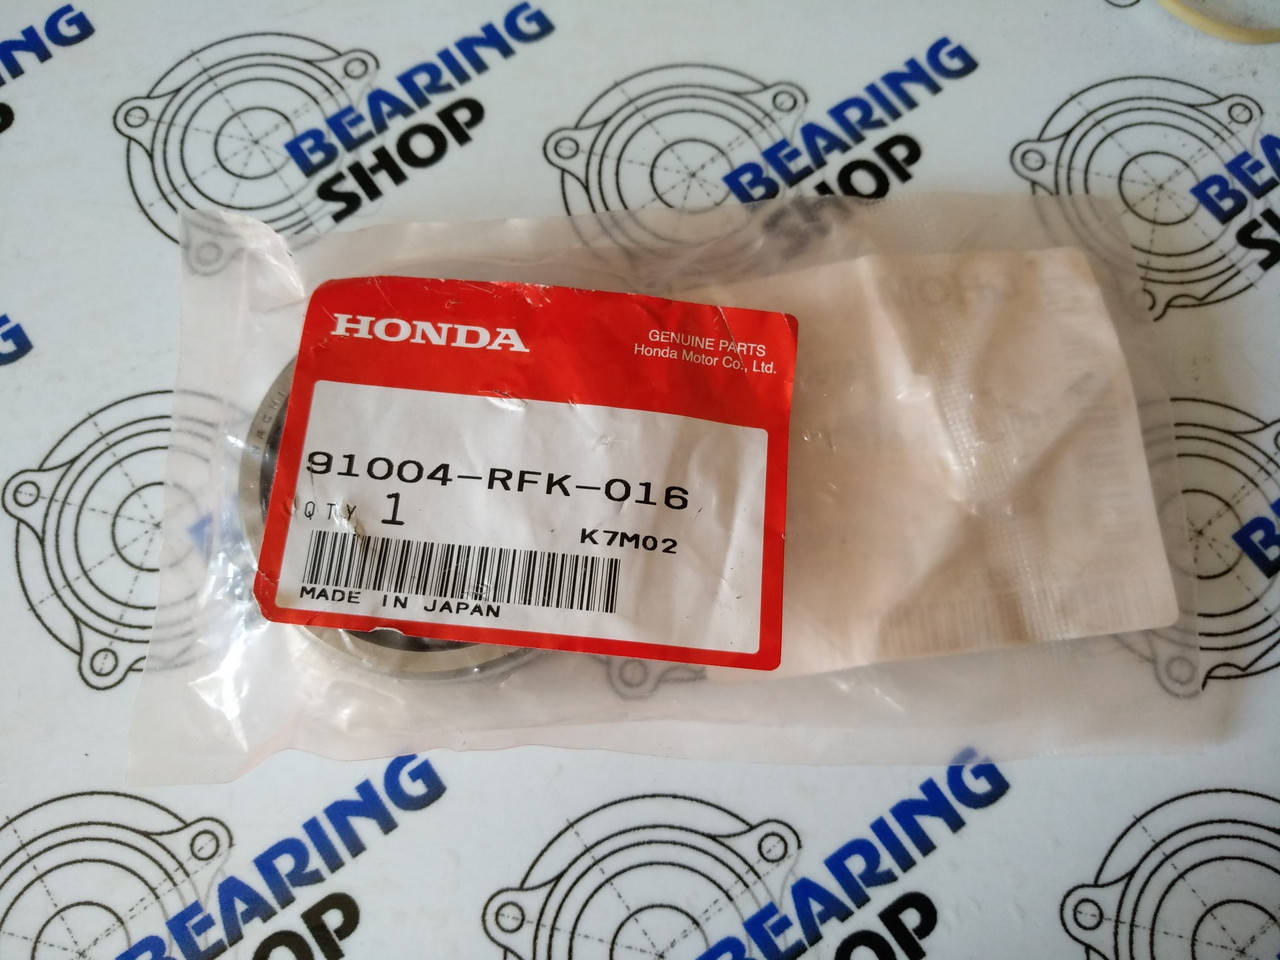 BEARING
SHOP
BEARING
SHOP
BEARING
HONDA
GENUINE PARTS
Honda Motor Co., Ltd.
91004-RFK-016
QTY 1
K7M02
MADE IN JAPAN
BEARING
SHOP
BEARING
SHOP